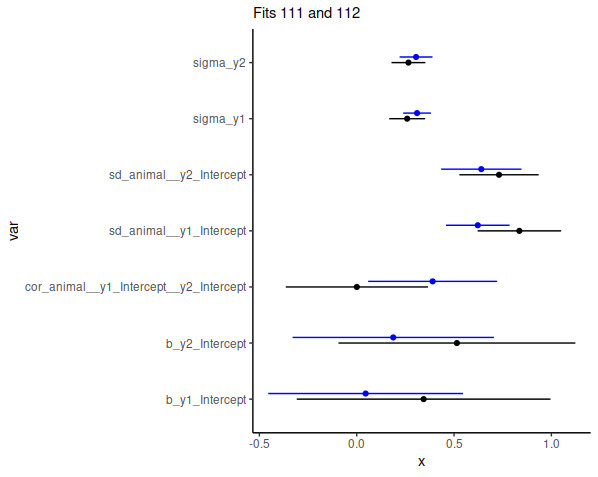 Fits 111 and 112
sigma_y2
sigma_y1
sd_animal__y2_Intercept
sd_animal__y1_Intercept
cor_animal__y1_Intercept__y2_Intercept
b_y2_Intercept
b_y1_Intercept
var
-0.5 0.0 0.5 1.0
x